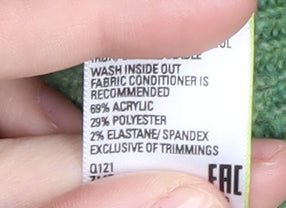 WASH INSIDE OUT
FABRIC CONDITIONER IS
RECOMMENDED
69% ACRYLIC
29% POLYESTER
2% ELASTANE/ SPANDEX
EXCLUSIVE OF TRIMMINGS
Q121
EAC